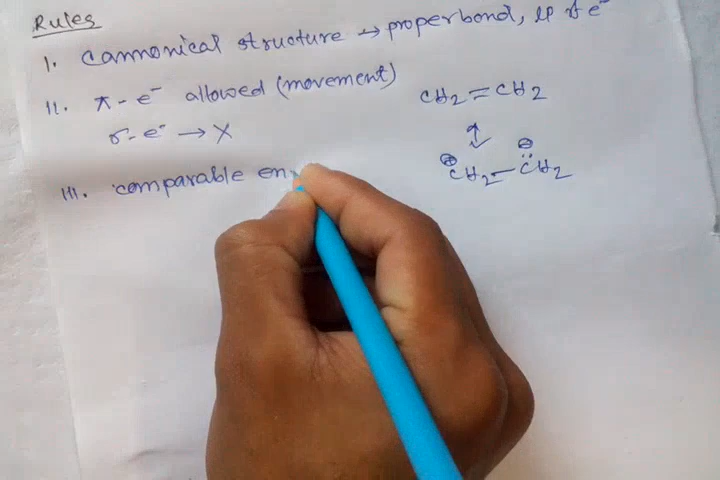 Rules
I. Cannonical structure → proper bond, lp of e⁻
II. π - e⁻ allowed (movement)
σ - e⁻ → X
III. comparable en
CH2 = CH2
↕
⊕ ⊖
CH2 – C̈H2